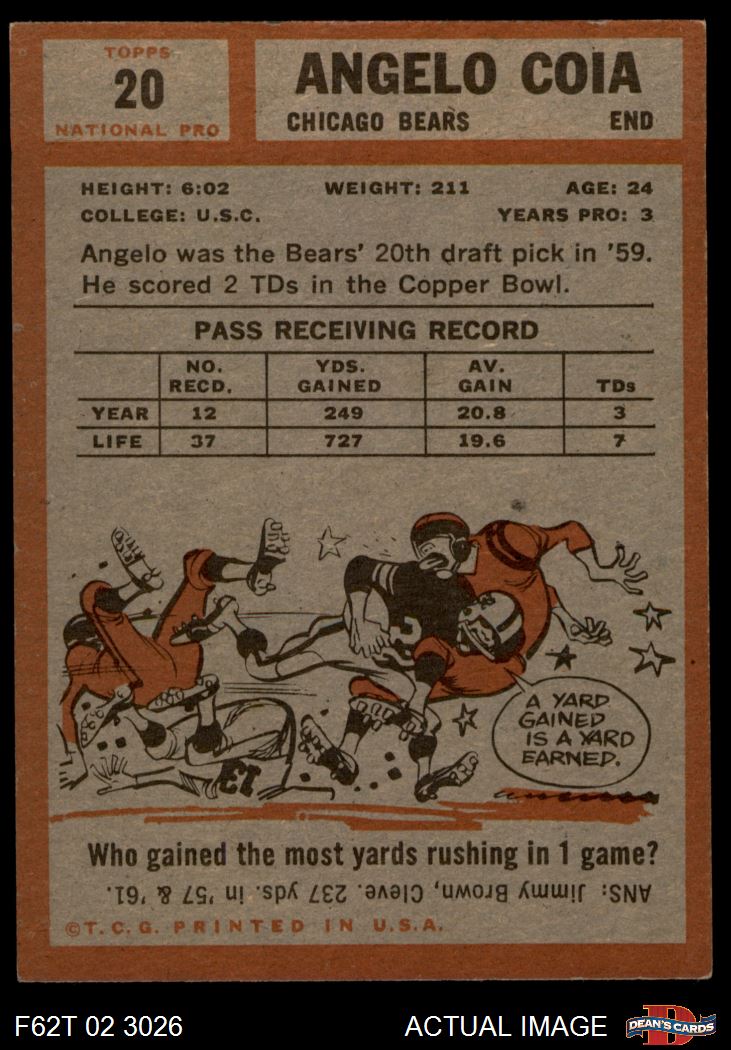 TOPPS
20
NATIONAL PRO
ANGELO COIA
CHICAGO BEARS END
HEIGHT: 6:02 WEIGHT: 211 AGE: 24
COLLEGE: U.S.C. YEARS PRO: 3
Angelo was the Bears' 20th draft pick in '59.
He scored 2 TDs in the Copper Bowl.
PASS RECEIVING RECORD
NO. RECD. YDS. GAINED AV. GAIN TDs
YEAR 12 249 20.8 3
LIFE 37 727 19.6 7
3
13
A YARD
GAINED
IS A YARD
EARNED.
Who gained the most yards rushing in 1 game?
ANS: Jimmy Brown, Cleve. 237 yds. in '57 & '61.
©T.C.G. PRINTED IN U.S.A.
F62T 02 3026 ACTUAL IMAGE
D
DEAN'S CARDS